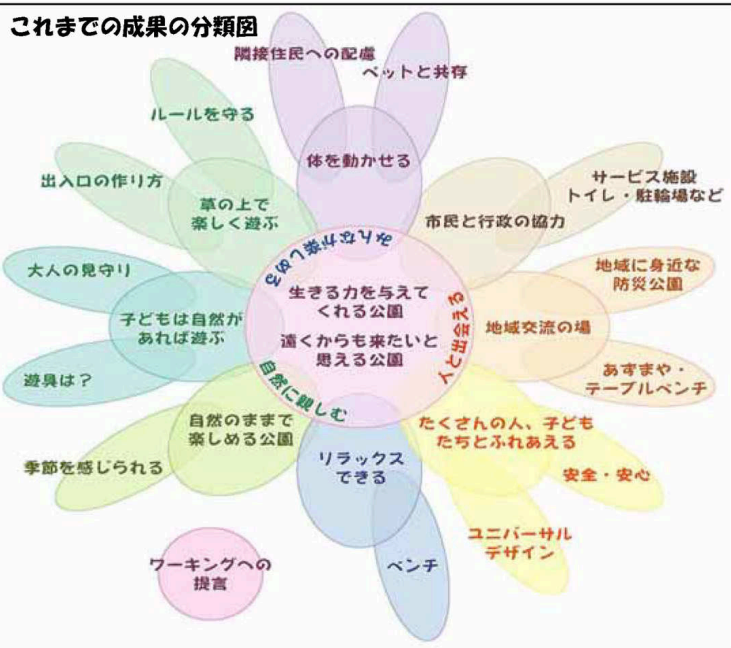 これまでの成果の分類図
隣接住民への配慮
ペットと共存
ルールを守る
体を動かせる
出入口の作り方
草の上で
楽しく遊ぶ
市民と行政の協力
サービス施設
トイレ・駐輪場など
大人の見守り
子どもは自然が
あれば遊ぶ
遊具は？
みんなが楽しめる
生きる力を与えて
くれる公園
遠くからも来たいと
思える公園
人と出会える
自然に親しむ
地域交流の場
地域に身近な
防災公園
あずまや・
テーブルベンチ
自然のままで
楽しめる公園
季節を感じられる
リラックス
できる
ベンチ
たくさんの人、子ども
たちとふれあえる
安全・安心
ユニバーサル
デザイン
ワーキングへの
提言